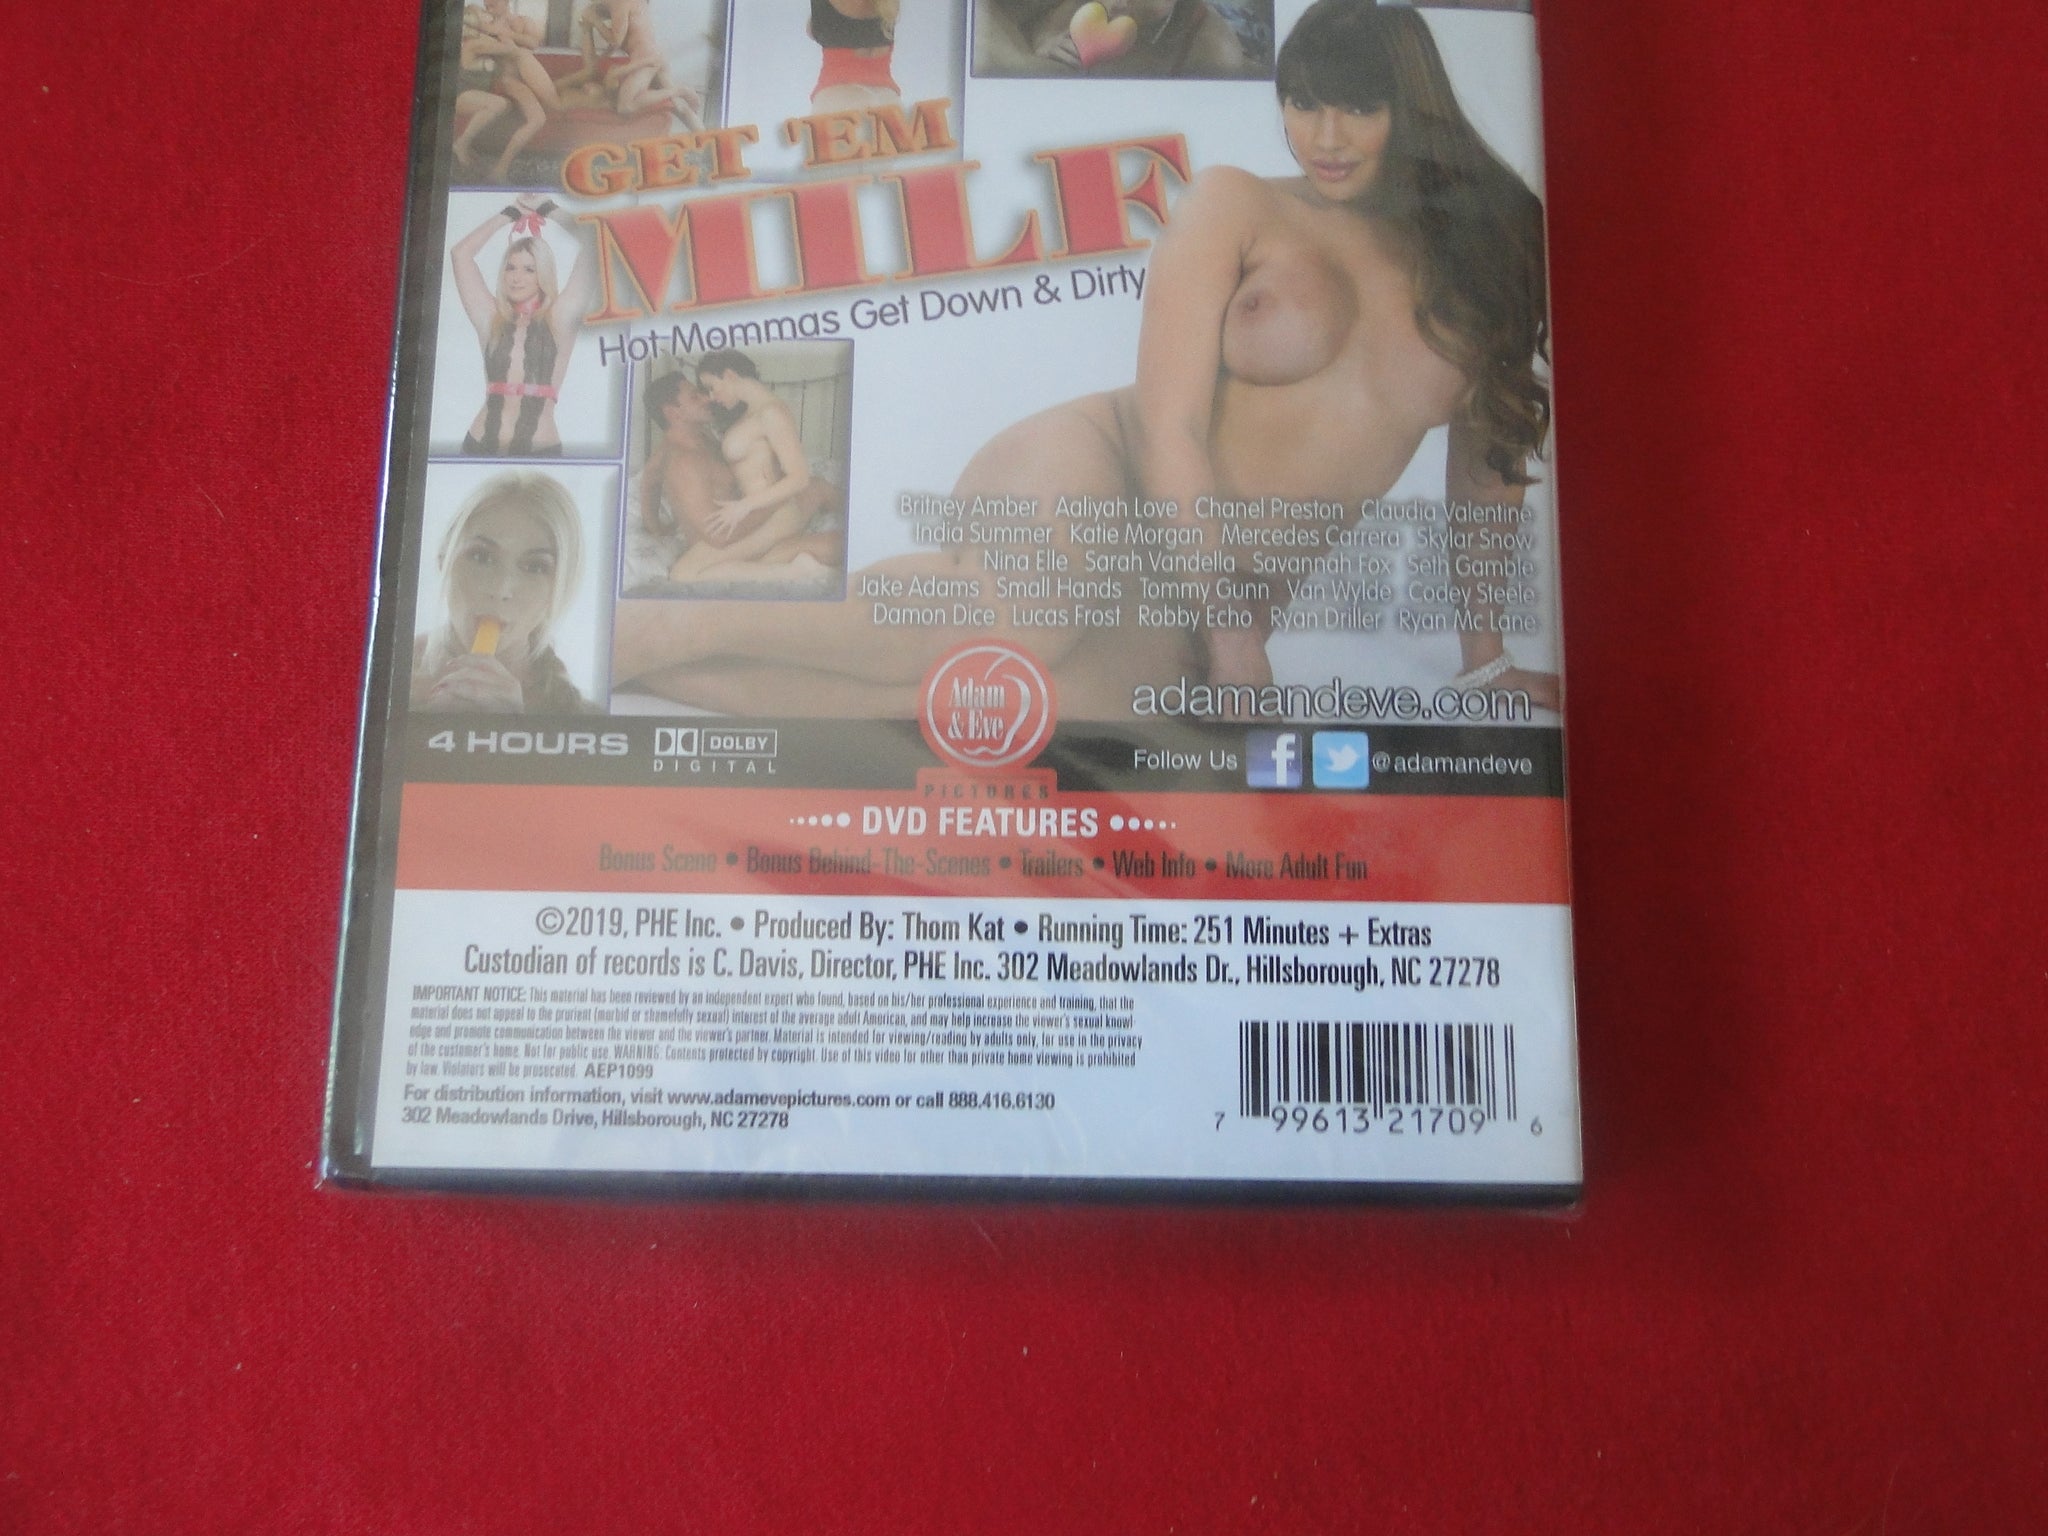 GET 'EM
MILF
Hot Mommas Get Down & Dirty
Britney Amber Aaliyah Love Chanel Preston Claudia Valentine
India Summer Katie Morgan Mercedes Carrera Skylar Snow
Nina Elle Sarah Vandella Savannah Fox Seth Gamble
Jake Adams Small Hands Tommy Gunn Van Wylde Codey Steele
Damon Dice Lucas Frost Robby Echo Ryan Driller Ryan Mc Lane
adamandeve.com
Adam
& Eve
PICTURES
4 HOURS DOLBY
DIGITAL
Follow Us f @adamandeve
DVD FEATURES
Bonus Scene • Bonus Behind-The-Scenes • Trailers • Web Info • More Adult Fun
©2019, PHE Inc. • Produced By: Thom Kat • Running Time: 251 Minutes + Extras
Custodian of records is C. Davis, Director, PHE Inc. 302 Meadowlands Dr., Hillsborough, NC 27278
IMPORTANT NOTICE: This material has been reviewed by an independent expert who found, based on his/her professional experience and training, that the
material does not appeal to the prurient (morbid or shamefully sexual) interest of the average adult American, and may help increase the viewer's sexual knowl-
edge and promote communication between the viewer and the viewer's partner. Material is intended for viewing/reading by adults only, for use in the privacy
of the customer's home. Not for public use. WARNING: Contents protected by copyright. Use of this video for other than private home viewing is prohibited
by law. Violators will be prosecuted. AEP1099
For distribution information, visit www.adamevepictures.com or call 888.416.6130
302 Meadowlands Drive, Hillsborough, NC 27278
7 99613 21709 6